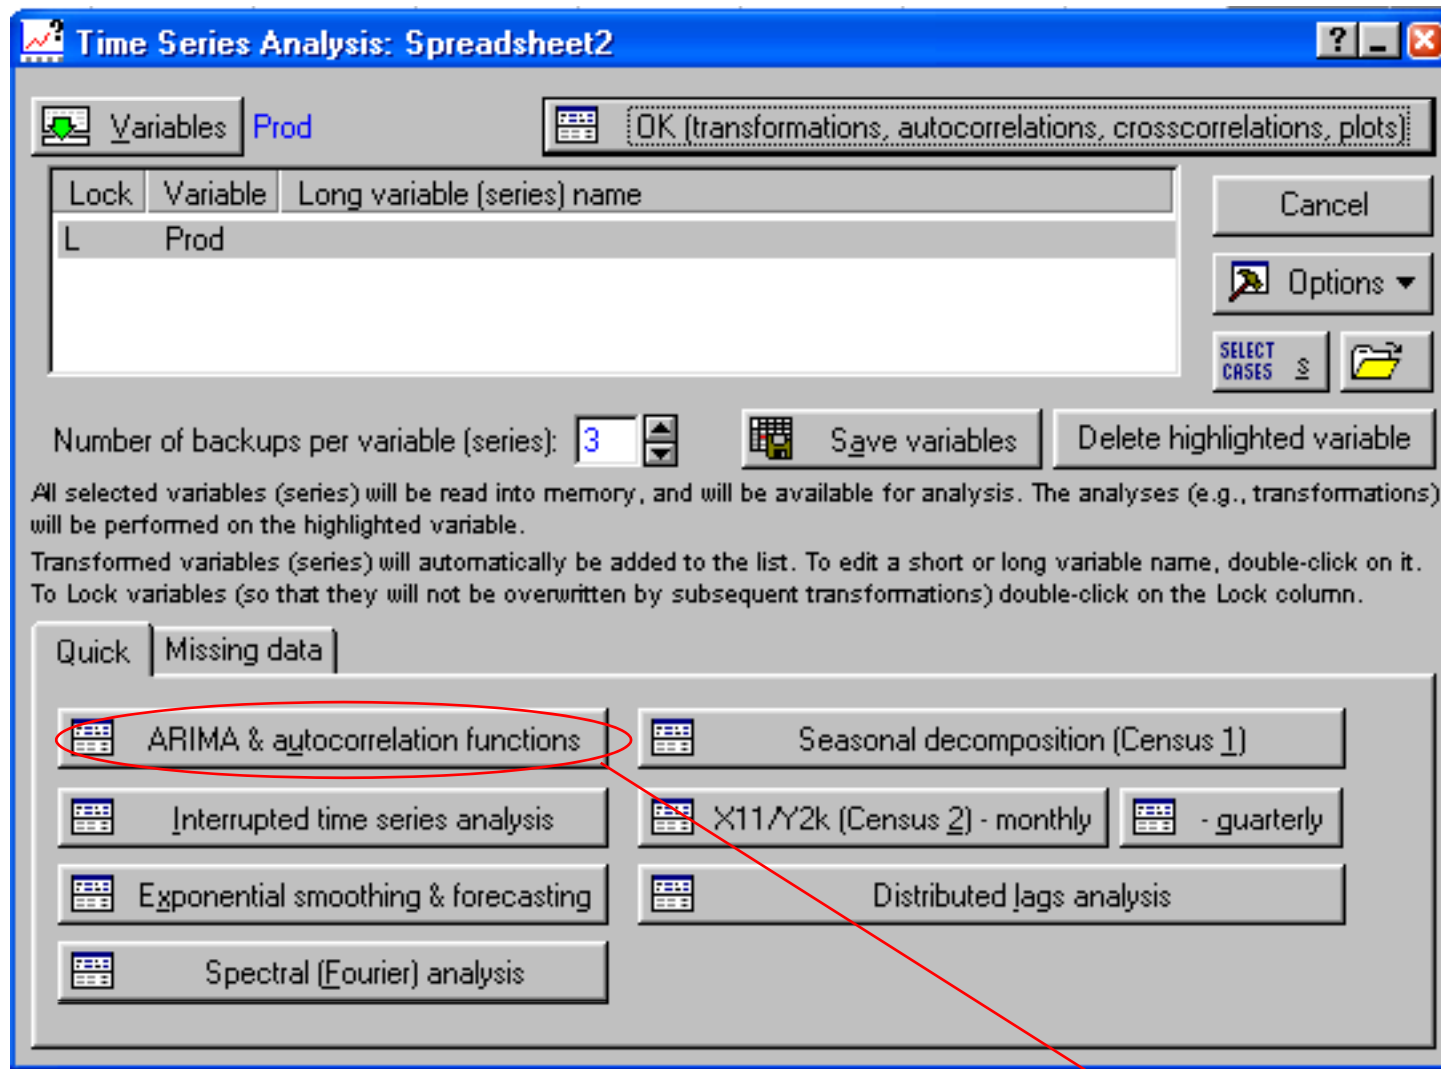 Time Series Analysis: Spreadsheet2
Variables Prod OK (transformations, autocorrelations, crosscorrelations, plots)
Lock Variable Long variable (series) name
L Prod
Cancel
Options
SELECT CASES S
Number of backups per variable (series): 3 Save variables Delete highlighted variable
All selected variables (series) will be read into memory, and will be available for analysis. The analyses (e.g., transformations)
will be performed on the highlighted variable.
Transformed variables (series) will automatically be added to the list. To edit a short or long variable name, double-click on it.
To Lock variables (so that they will not be overwritten by subsequent transformations) double-click on the Lock column.
Quick Missing data
ARIMA & autocorrelation functions Seasonal decomposition (Census 1)
Interrupted time series analysis X11/Y2k (Census 2) - monthly - quarterly
Exponential smoothing & forecasting Distributed lags analysis
Spectral (Fourier) analysis